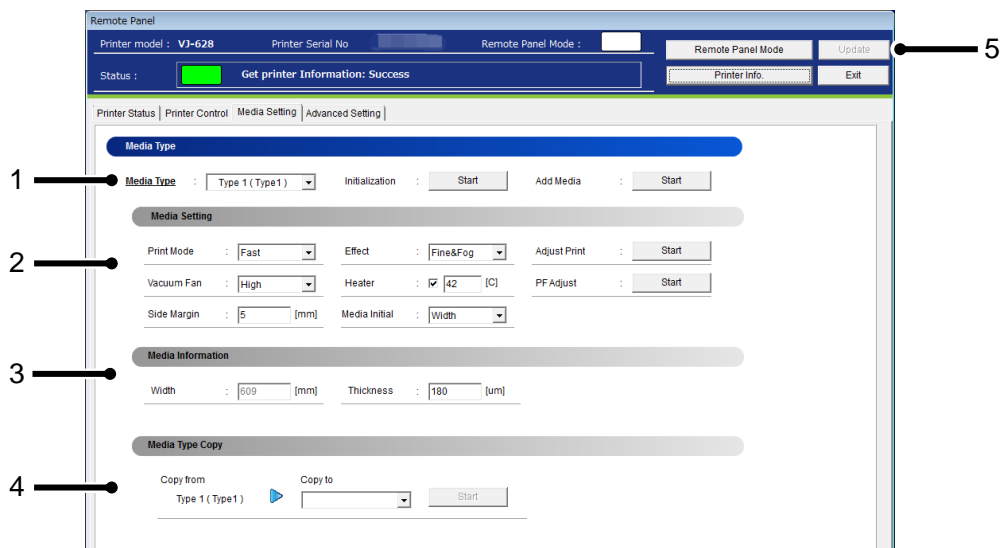 Remote Panel
Printer model : VJ-628 Printer Serial No Remote Panel Mode : Remote Panel Mode Update
5
Status : Get printer Information: Success Printer Info. Exit
Printer Status Printer Control Media Setting Advanced Setting
Media Type
1
Media Type : Type 1 ( Type1 ) Initialization : Start Add Media : Start
Media Setting
2
Print Mode : Fast Effect : Fine&Fog Adjust Print : Start
Vacuum Fan : High Heater : 42 [C] PF Adjust : Start
Side Margin : 5 [mm] Media Initial : Width
Media Information
3
Width : 609 [mm] Thickness : 180 [um]
Media Type Copy
4
Copy from Copy to
Type 1 ( Type1 ) Start